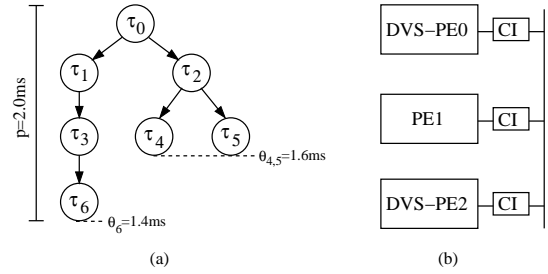 τ0
τ1
τ2
τ3
τ4
τ5
τ6
p=2.0ms
θ4,5=1.6ms
θ6=1.4ms
(a)
DVS−PE0
CI
PE1
CI
DVS−PE2
CI
(b)